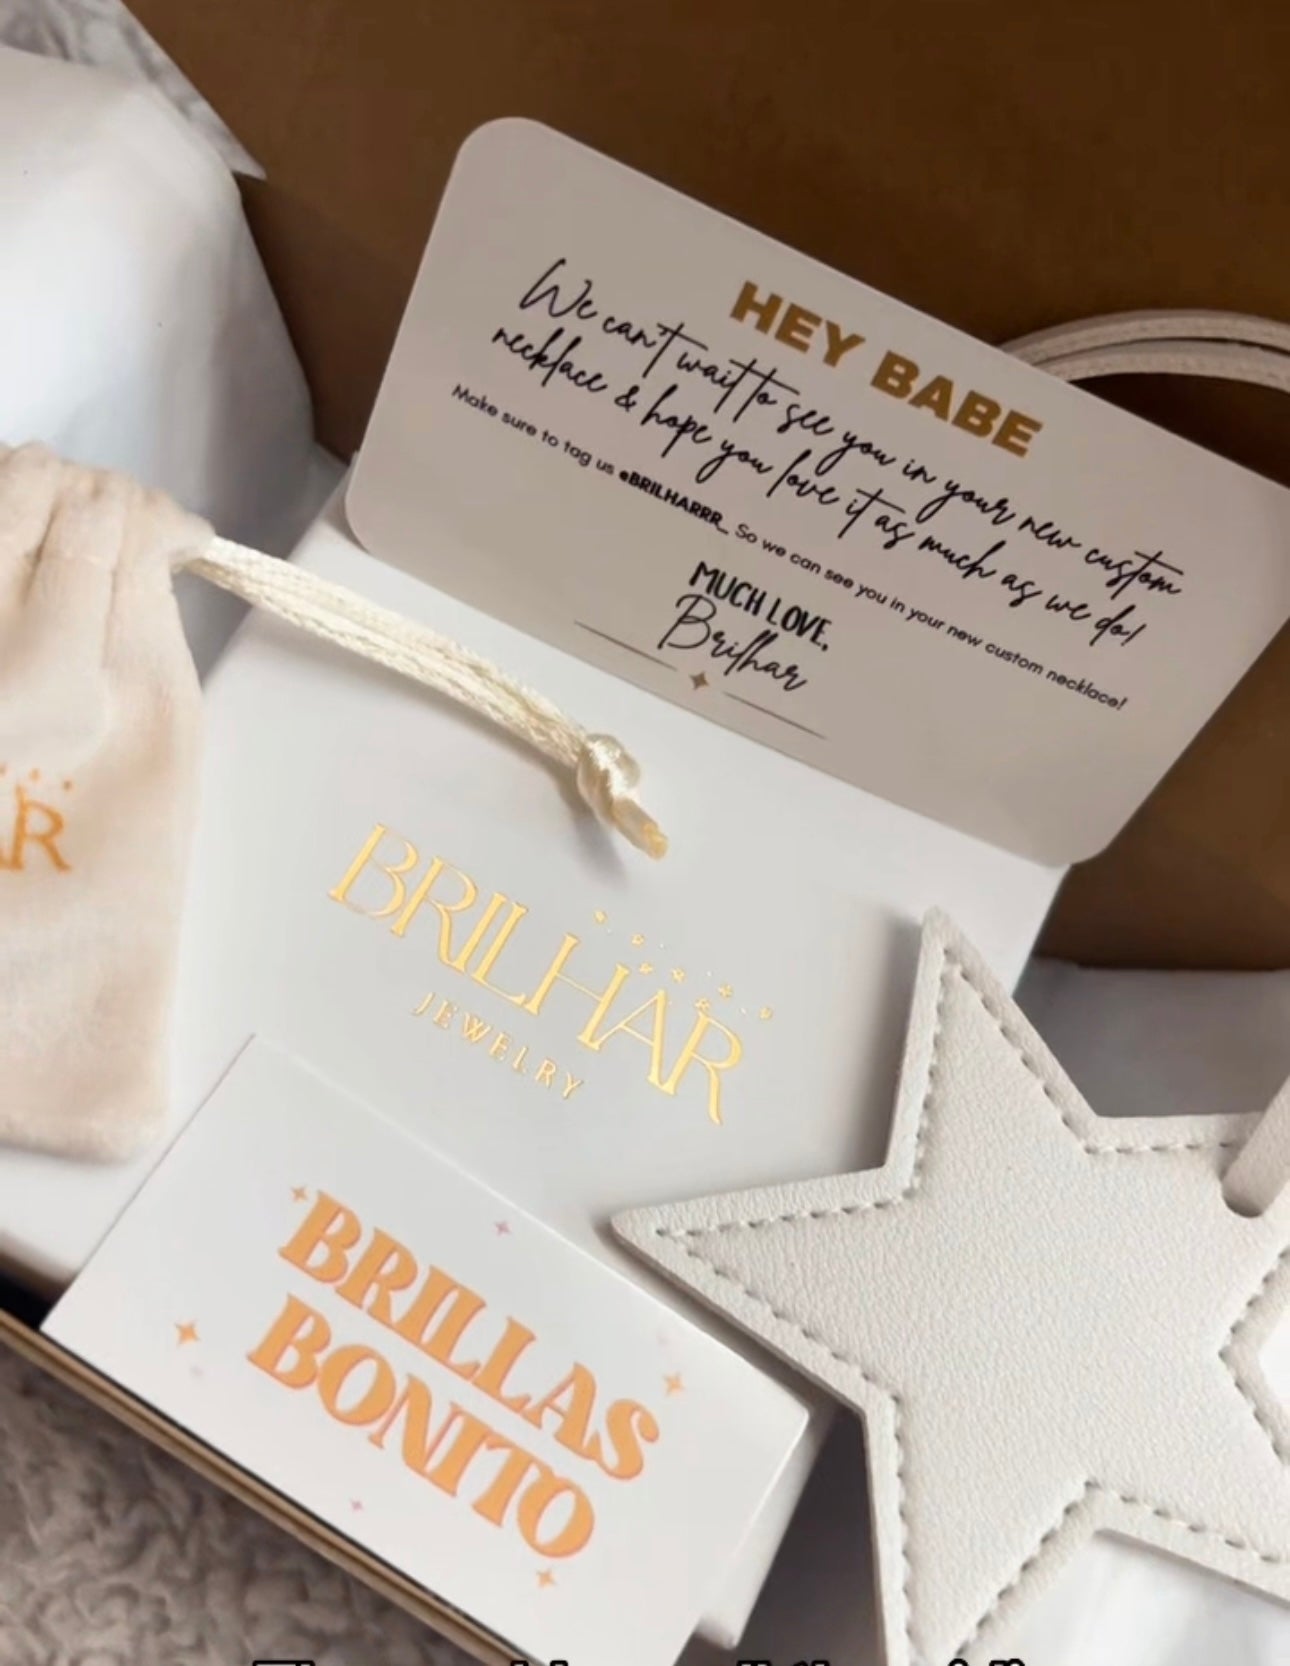 HEY BABE
We can't wait to see you in your new custom
necklace & hope you love it as much as we do!
Make sure to tag us @BRILHARRR_ So we can see you in your new custom necklace!
MUCH LOVE,
Brilhar
AR
BRILHAR
JEWELRY
BRILLAS
BONITO